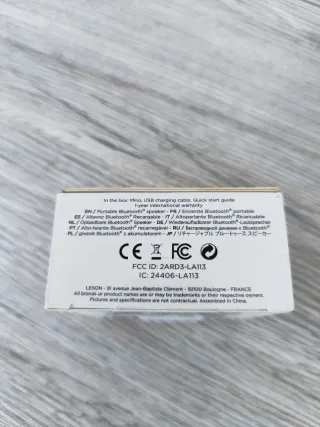 In the box: Mino, USB charging cable, Quick start guide
1-year international warranty
EN / Portable Bluetooth® speaker - FR / Enceinte Bluetooth® portable
ES / Altavoz Bluetooth® Recargable - IT / Altoparlante Bluetooth® Ricaricabile
NL / Oplaadbare Bluetooth® Speaker - DE / Wiederaufladbarer Bluetooth®-Lautsprecher
PT / Alto-falante Bluetooth® recarregável - RU / Беспроводной динамик с Bluetooth®
PL / głośnik Bluetooth® z akumulatorem - JP / リチャージャブル ブルートゥース スピーカー
CE FC
FCC ID: 2ARD3-LA113
IC: 24406-LA113
LEXON - 91 avenue Jean-Baptiste Clément - 92100 Boulogne - FRANCE
All brands or product names are or may be trademarks of their respective owners.
Pictures and specifications are not contractual. Assembled in China.